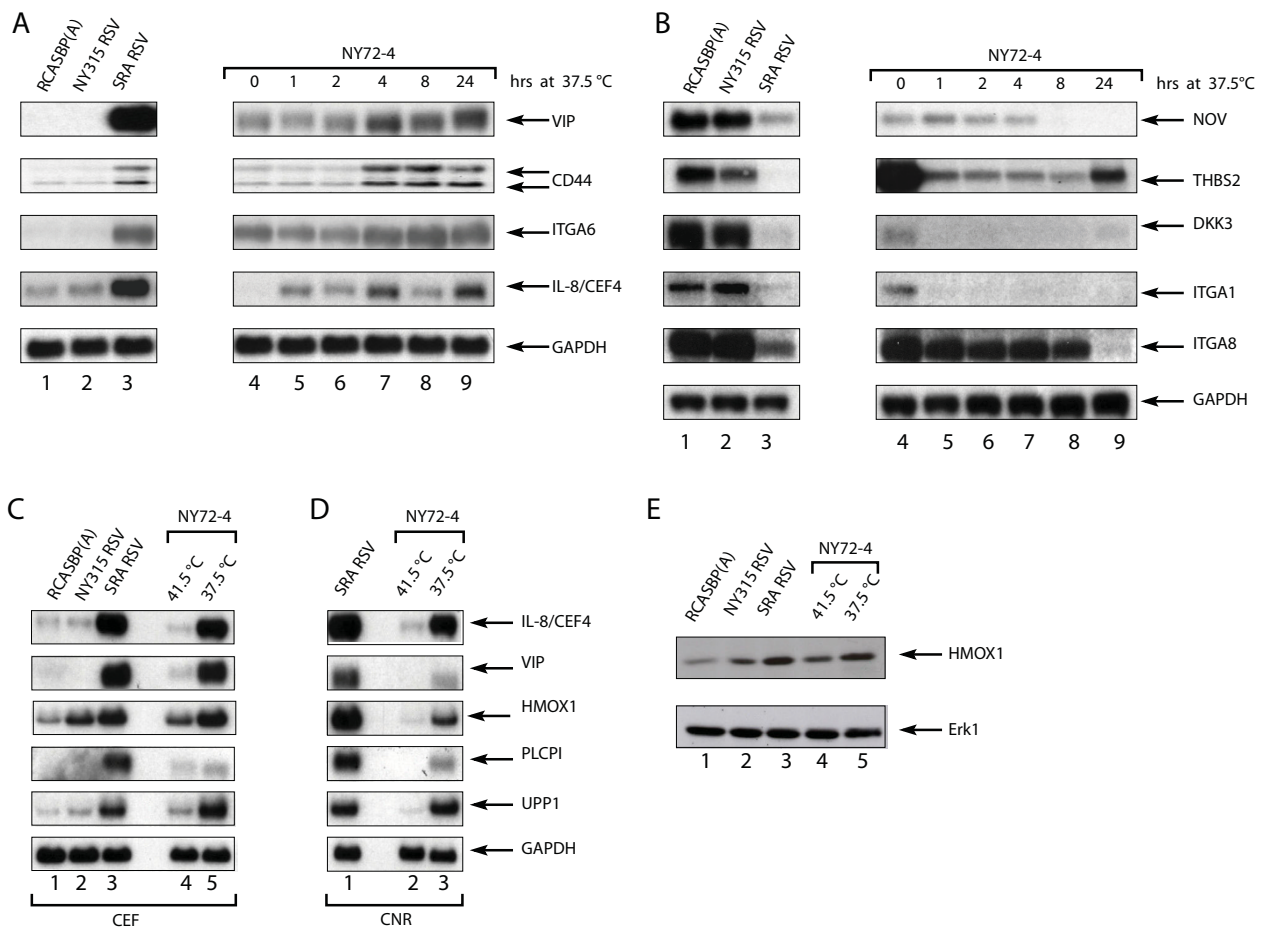 A
RCASBP(A)
NY315 RSV
SRA RSV
NY72-4
0 1 2 4 8 24 hrs at 37.5 °C
VIP
CD44
ITGA6
IL-8/CEF4
GAPDH
1 2 3 4 5 6 7 8 9
B
RCASBP(A)
NY315 RSV
SRA RSV
NY72-4
0 1 2 4 8 24 hrs at 37.5°C
NOV
THBS2
DKK3
ITGA1
ITGA8
GAPDH
1 2 3 4 5 6 7 8 9
C
RCASBP(A)
NY315 RSV
SRA RSV
NY72-4
41.5 °C
37.5 °C
1 2 3 4 5
CEF
D
SRA RSV
NY72-4
41.5 °C
37.5 °C
IL-8/CEF4
VIP
HMOX1
PLCPI
UPP1
GAPDH
1 2 3
CNR
E
RCASBP(A)
NY315 RSV
SRA RSV
NY72-4
41.5 °C
37.5 °C
HMOX1
Erk1
1 2 3 4 5